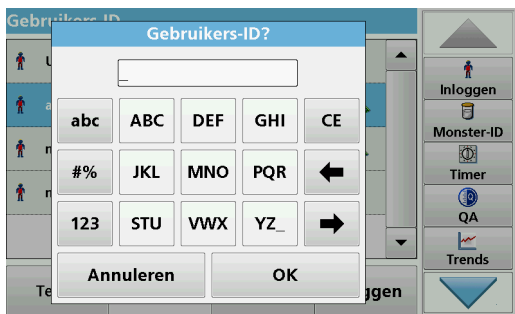 Gebruikers-ID
Gebruikers-ID?
_
abc ABC DEF GHI CE
#% JKL MNO PQR
123 STU VWX YZ_
Annuleren OK
Inloggen
Monster-ID
Timer
QA
Trends